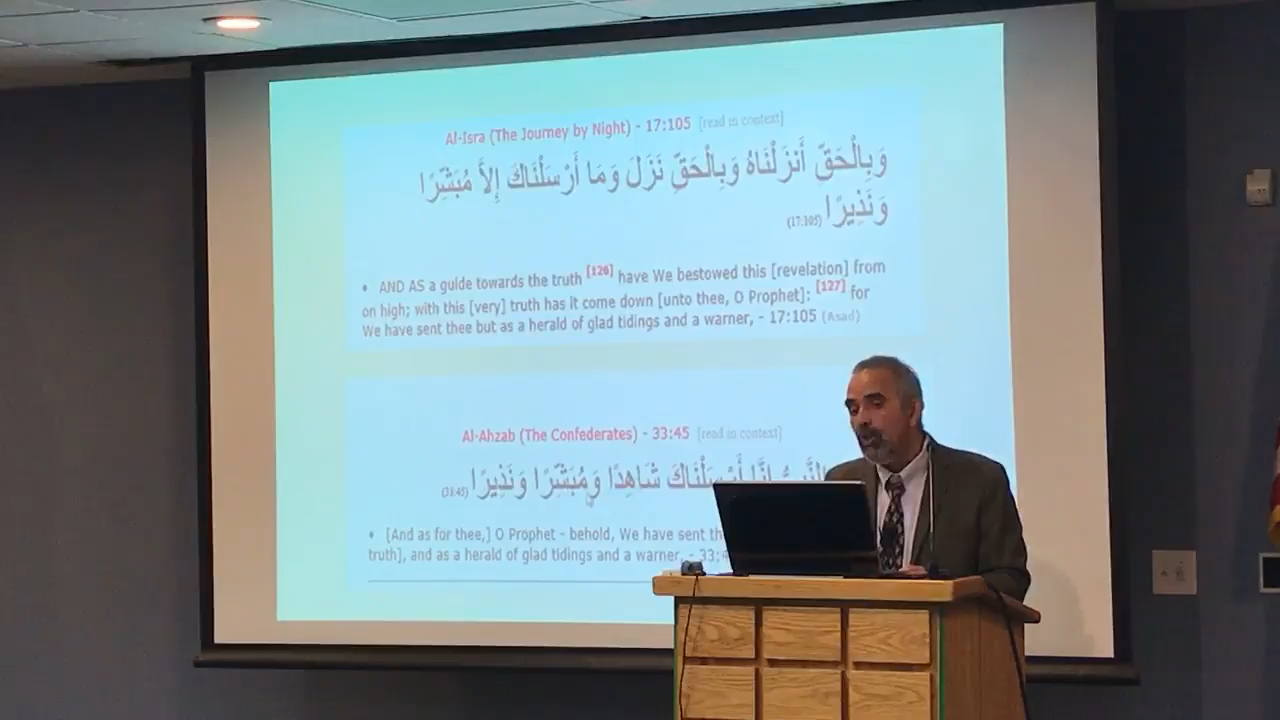 Al-Isra (The Journey by Night) - 17:105 [read in context]
وَبِالْحَقِّ أَنزَلْنَاهُ وَبِالْحَقِّ نَزَلَ وَمَا أَرْسَلْنَاكَ إِلاَّ مُبَشِّرًا
وَنَذِيرًا (17:105)
• AND AS a guide towards the truth [126] have We bestowed this [revelation] from
on high; with this [very] truth has it come down [unto thee, O Prophet]: [127] for
We have sent thee but as a herald of glad tidings and a warner, - 17:105 (Asad)
Al-Ahzab (The Confederates) - 33:45 [read in context]
إِنَّا أَرْسَلْنَاكَ شَاهِدًا وَمُبَشِّرًا وَنَذِيرًا (33:45)
• [And as for thee,] O Prophet - behold, We have sent
truth], and as a herald of glad tidings and a warner, - 33: